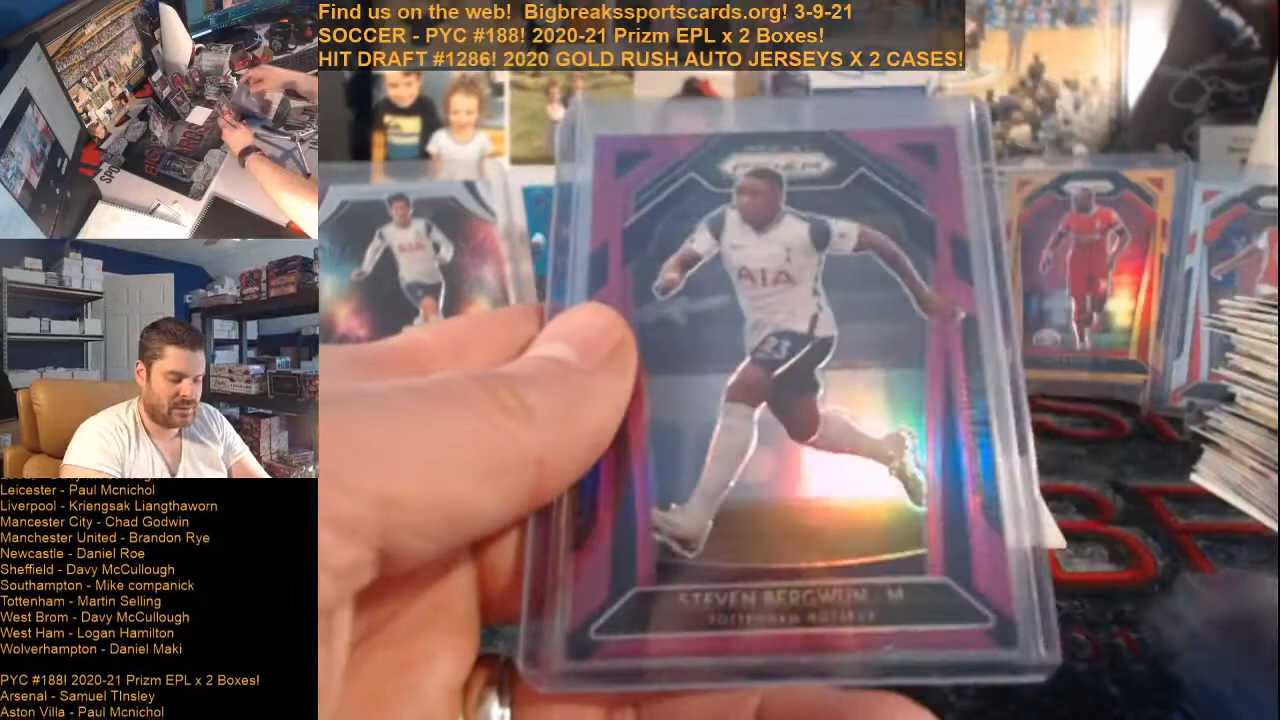 Find us on the web! Bigbreakssportscards.org! 3-9-21
SOCCER - PYC #188! 2020-21 Prizm EPL x 2 Boxes!
HIT DRAFT #1286! 2020 GOLD RUSH AUTO JERSEYS X 2 CASES!
PRIZM
AIA
AIA
23
STEVEN BERGWIJN - M
TOTTENHAM HOTSPUR
Leicester - Paul Mcnichol
Liverpool - Kriengsak Liangthaworn
Mancester City - Chad Godwin
Manchester United - Brandon Rye
Newcastle - Daniel Roe
Sheffield - Davy McCullough
Southampton - Mike companick
Tottenham - Martin Selling
West Brom - Davy McCullough
West Ham - Logan Hamilton
Wolverhampton - Daniel Maki
PYC #188! 2020-21 Prizm EPL x 2 Boxes!
Arsenal - Samuel TInsley
Aston Villa - Paul Mcnichol